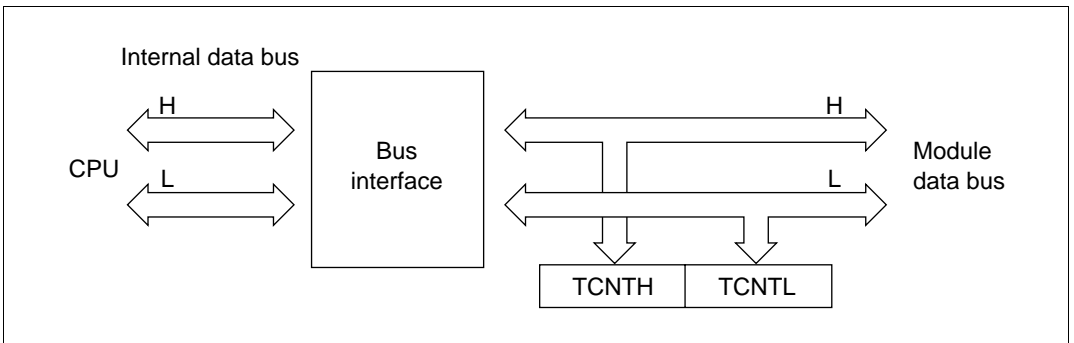 Internal data bus
H
H
CPU
Bus
interface
Module
data bus
L
L
TCNTH
TCNTL